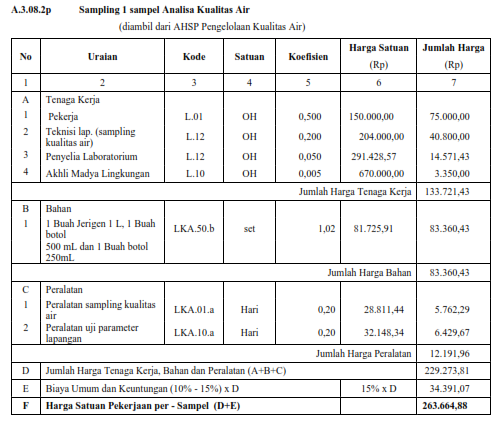 A.3.08.2p Sampling 1 sampel Analisa Kualitas Air
(diambil dari AHSP Pengelolaan Kualitas Air)
No Uraian Kode Satuan Koefisien Harga Satuan (Rp) Jumlah Harga (Rp)
1 2 3 4 5 6 7
A Tenaga Kerja
1 Pekerja L.01 OH 0,500 150.000,00 75.000,00
2 Teknisi lap. (sampling
kualitas air) L.12 OH 0,200 204.000,00 40.800,00
3 Penyelia Laboratorium L.12 OH 0,050 291.428,57 14.571,43
4 Akhli Madya Lingkungan L.10 OH 0,005 670.000,00 3.350,00
Jumlah Harga Tenaga Kerja 133.721,43
B Bahan
1 1 Buah Jerigen 1 L, 1 Buah
botol LKA.50.b set 1,02 81.725,91 83.360,43
500 mL dan 1 Buah botol
250mL
Jumlah Harga Bahan 83.360,43
C Peralatan
1 Peralatan sampling kualitas
air LKA.01.a Hari 0,20 28.811,44 5.762,29
2 Peralatan uji parameter
lapangan LKA.10.a Hari 0,20 32.148,34 6.429,67
Jumlah Harga Peralatan 12.191,96
D Jumlah Harga Tenaga Kerja, Bahan dan Peralatan (A+B+C) 229.273,81
E Biaya Umum dan Keuntungan (10% - 15%) x D 15% x D 34.391,07
F Harga Satuan Pekerjaan per - Sampel (D+E) 263.664,88